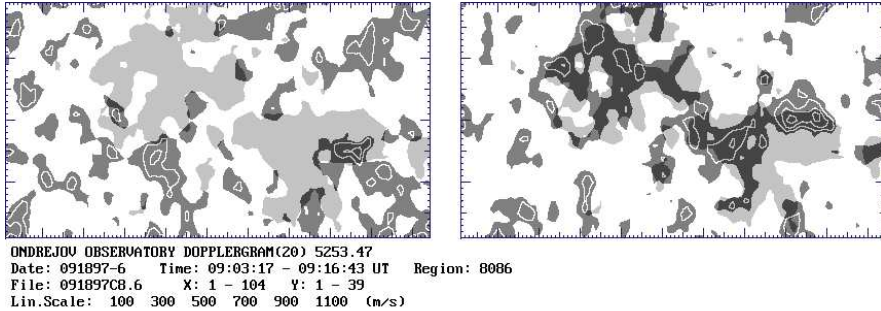 ONDREJOV OBSERVATORY DOPPLERGRAM(20) 5253.47
Date: 091897-6 Time: 09:03:17 - 09:16:43 UT Region: 8086
File: 091897C8.6 X: 1 - 104 Y: 1 - 39
Lin.Scale: 100 300 500 700 900 1100 (m/s)